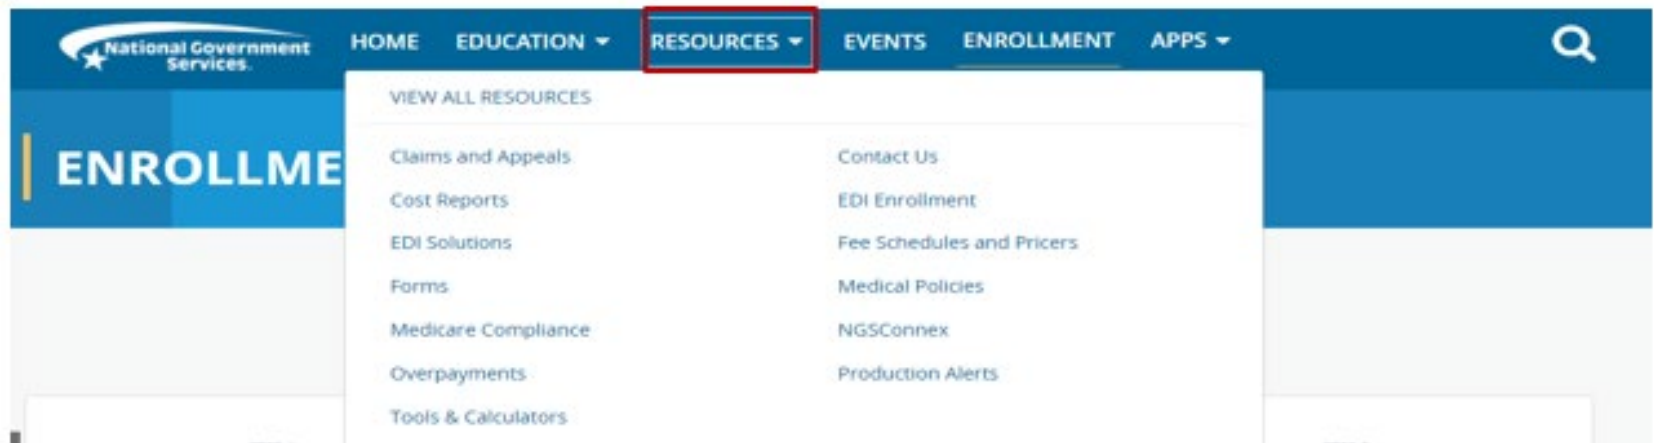 National Government
Services.
HOME EDUCATION RESOURCES EVENTS ENROLLMENT APPS
VIEW ALL RESOURCES
ENROLLME
Claims and Appeals
Contact Us
Cost Reports
EDI Enrollment
EDI Solutions
Fee Schedules and Pricers
Forms
Medical Policies
Medicare Compliance
NGSConnex
Overpayments
Production Alerts
Tools & Calculators